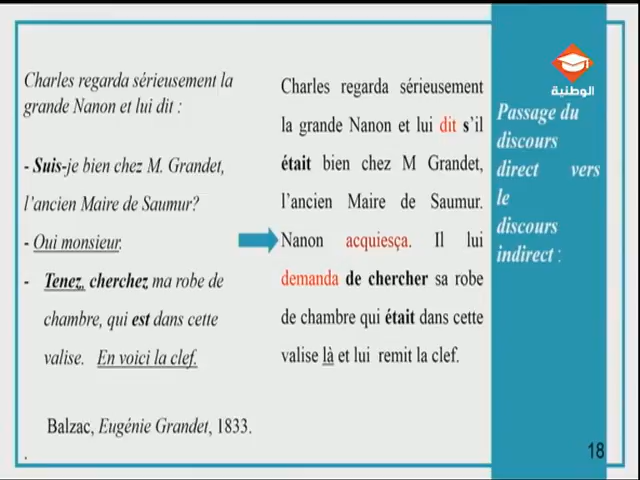 Charles regarda sérieusement la
grande Nanon et lui dit :
- Suis-je bien chez M. Grandet,
l'ancien Maire de Saumur?
- Oui monsieur.
- Tenez, cherchez ma robe de
chambre, qui est dans cette
valise. En voici la clef.
Balzac, Eugénie Grandet, 1833.
.
Charles regarda sérieusement
la grande Nanon et lui dit s'il
était bien chez M Grandet,
l'ancien Maire de Saumur.
Nanon acquiesça. Il lui
demanda de chercher sa robe
de chambre qui était dans cette
valise là et lui remit la clef.
الوطنية
Passage du
discours
direct vers
le
discours
indirect :
18